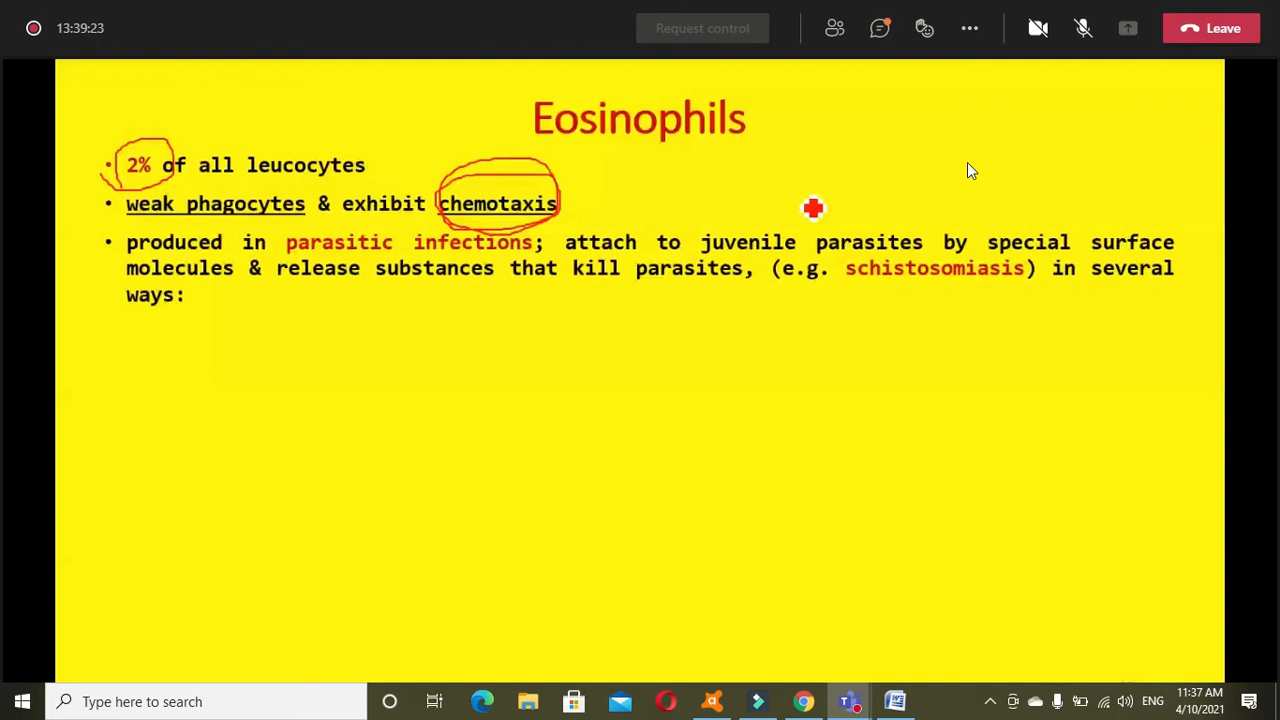 13:39:23
Request control
Leave
Eosinophils
• 2% of all leucocytes
• weak phagocytes & exhibit chemotaxis
• produced in parasitic infections; attach to juvenile parasites by special surface
molecules & release substances that kill parasites, (e.g. schistosomiasis) in several
ways:
Type here to search
ENG
11:37 AM
4/10/2021